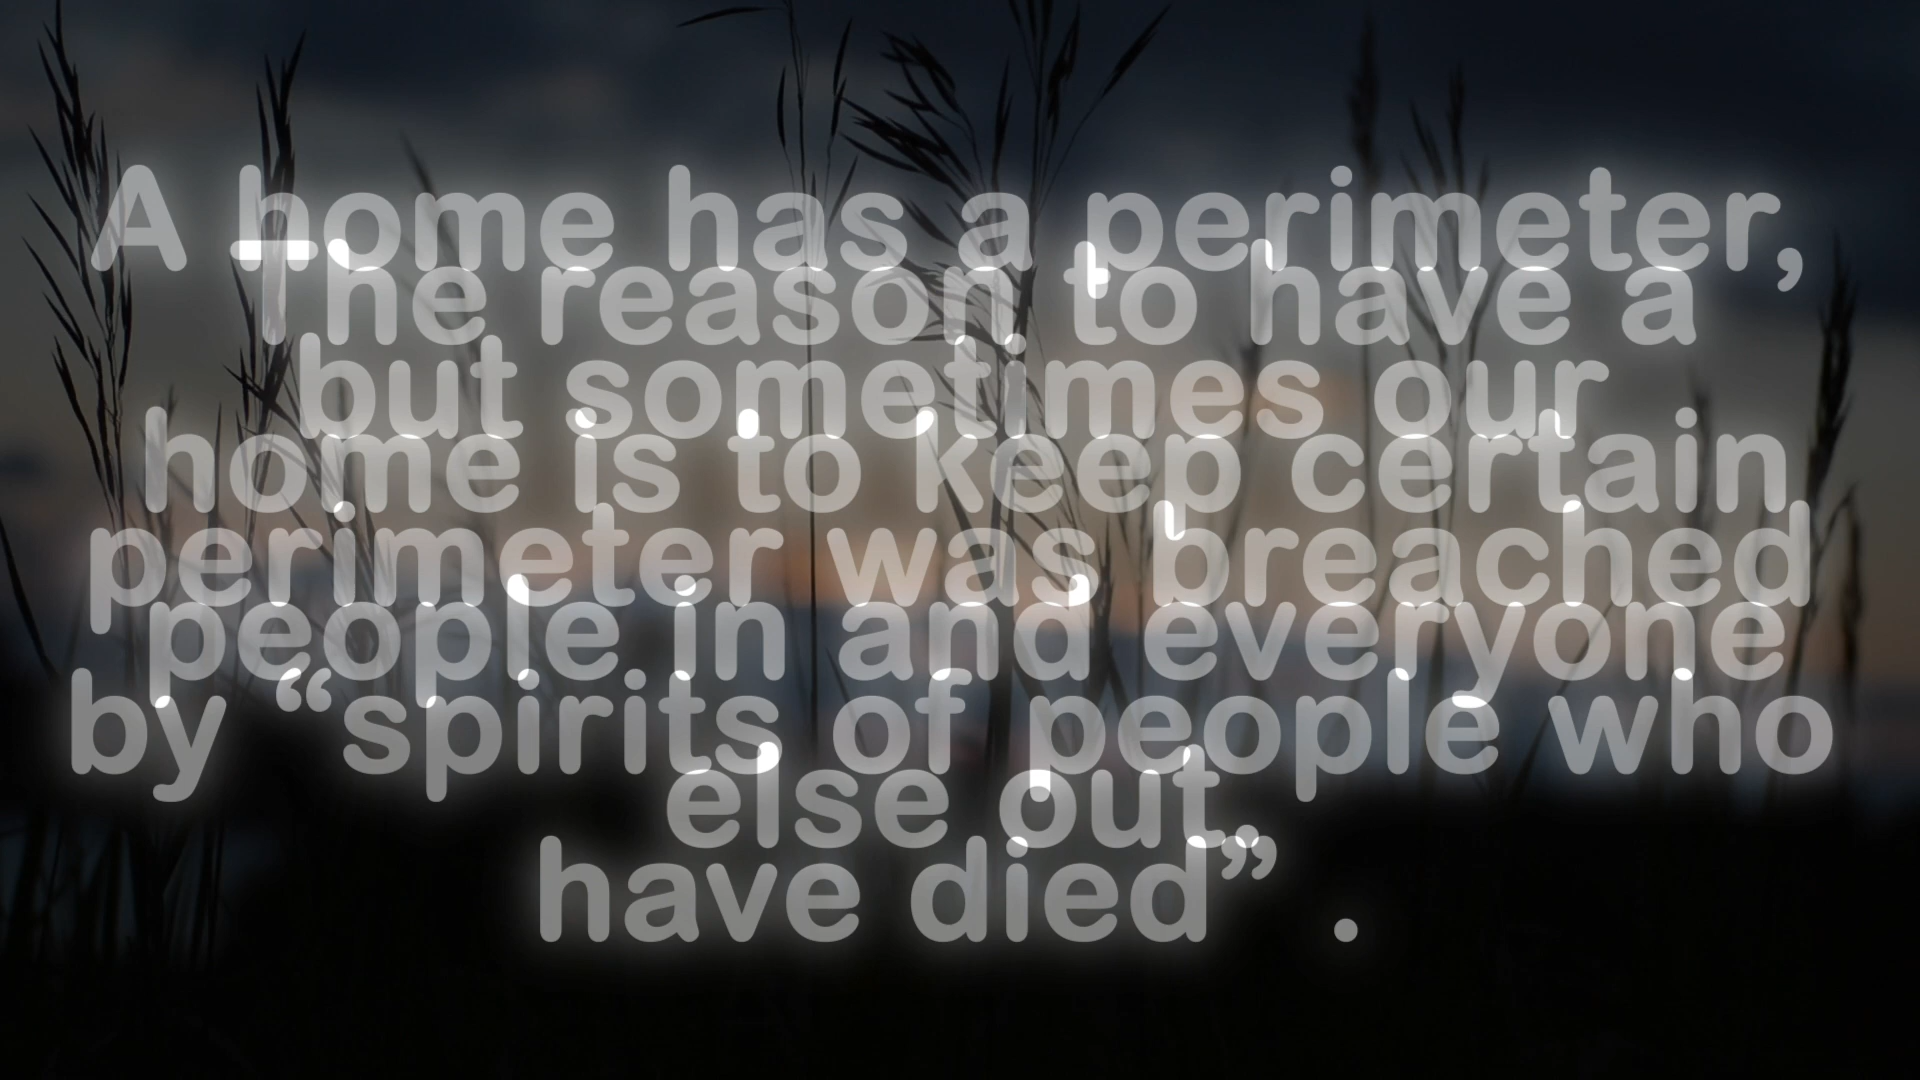 A home has a perimeter,
The reason to have a
but sometimes our
home is to keep certain
perimeter was breached
people in and everyone
by “spirits of people who
else out.
have died” .